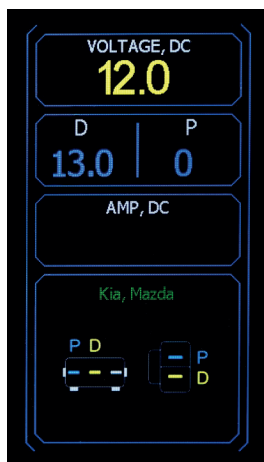 VOLTAGE, DC
12.0
D P
13.0 0
AMP, DC
Kia, Mazda
P D
P
D